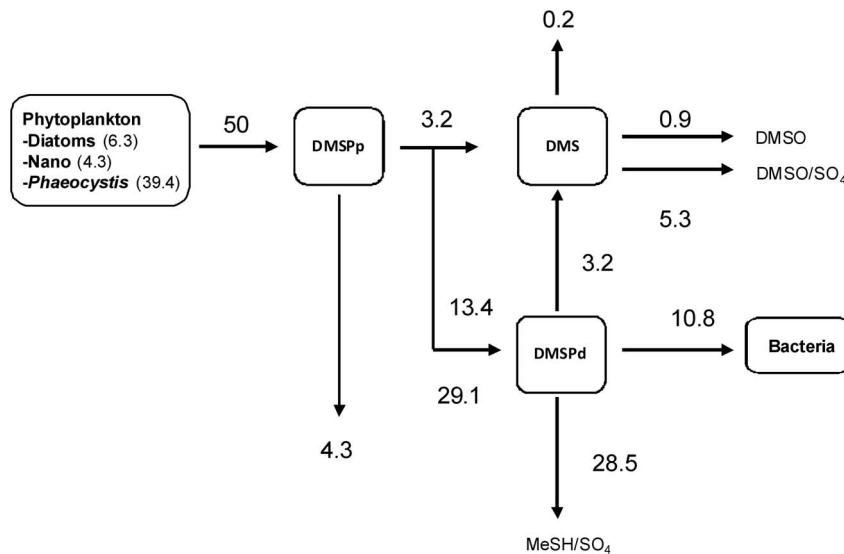 0.2
Phytoplankton
-Diatoms (6.3)
-Nano (4.3)
-Phaeocystis (39.4)
50
DMSPp
3.2
DMS
0.9
DMSO
DMSO/SO4
5.3
3.2
13.4
DMSPd
10.8
Bacteria
29.1
4.3
28.5
MeSH/SO4